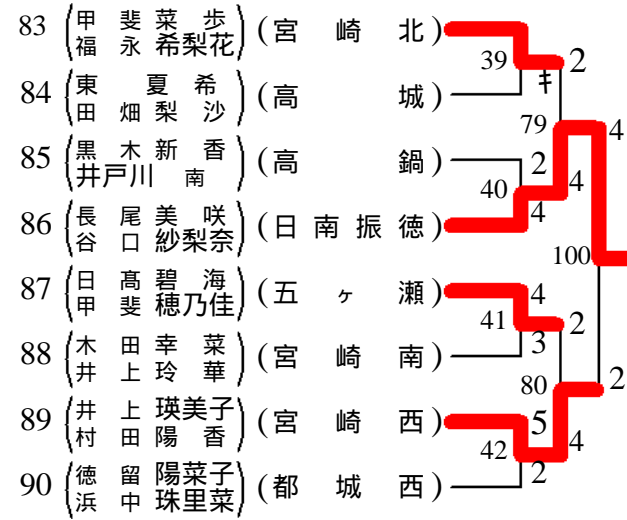 83 甲斐菜歩 (宮崎北)
福永希梨花
39 キ 2
84 東夏希 (高城)
田畑梨沙
79 4
85 黒木新香 (高鍋) 2
井戸川南
40 4
86 長尾美咲 (日南振徳) 4
谷口紗梨奈
100
87 日髙碧海 (五ヶ瀬) 4
甲斐穂乃佳
41 2
88 木田幸菜 (宮崎南) 3
井上玲華
80 2
89 井上瑛美子 (宮崎西) 5
村田陽香
42 4
90 徳留陽菜子 (都城西) 2
浜中珠里菜